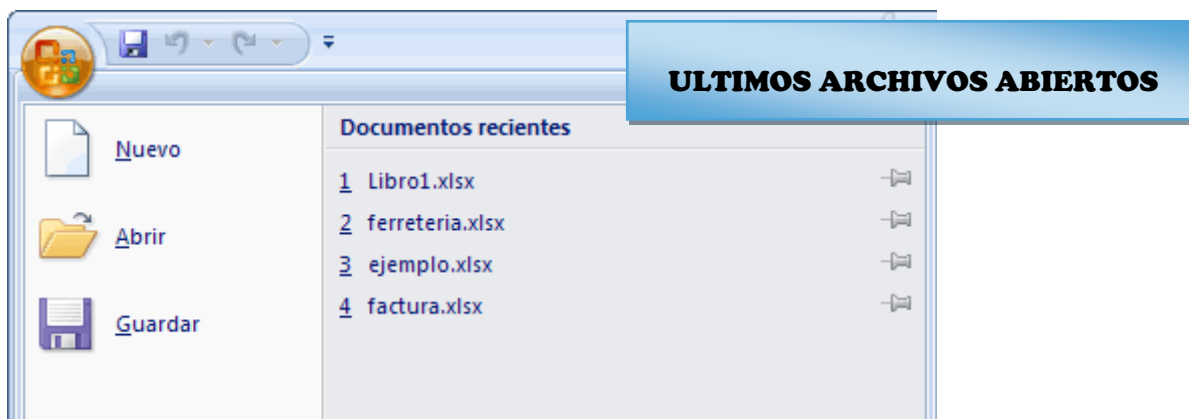 ULTIMOS ARCHIVOS ABIERTOS
Documentos recientes
Nuevo
1 Libro1.xlsx
2 ferreteria.xlsx
Abrir
3 ejemplo.xlsx
4 factura.xlsx
Guardar